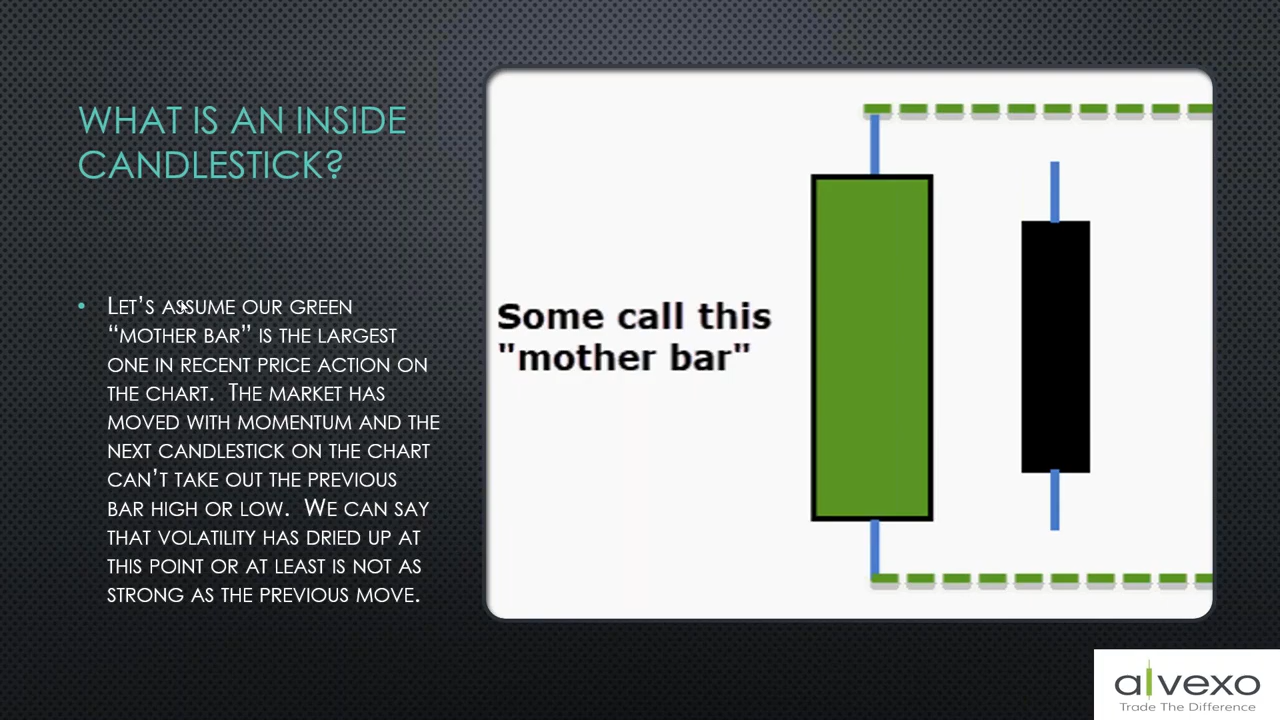 WHAT IS AN INSIDE
CANDLESTICK?
• LET'S ASSUME OUR GREEN
"MOTHER BAR" IS THE LARGEST
ONE IN RECENT PRICE ACTION ON
THE CHART. THE MARKET HAS
MOVED WITH MOMENTUM AND THE
NEXT CANDLESTICK ON THE CHART
CAN'T TAKE OUT THE PREVIOUS
BAR HIGH OR LOW. WE CAN SAY
THAT VOLATILITY HAS DRIED UP AT
THIS POINT OR AT LEAST IS NOT AS
STRONG AS THE PREVIOUS MOVE.
Some call this
"mother bar"
alvexo
Trade The Difference